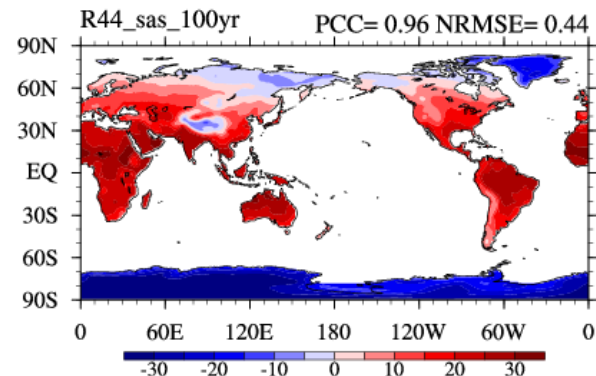 R44_sas_100yr PCC= 0.96 NRMSE= 0.44
90N
60N
30N
EQ
30S
60S
90S
0 60E 120E 180 120W 60W 0
-30 -20 -10 0 10 20 30